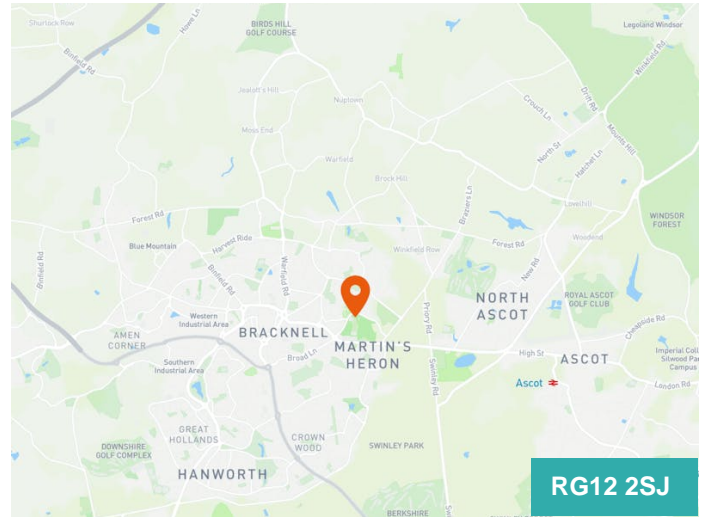 Shurlock Row
Howe Ln
BIRDS HILL
GOLF COURSE
Legoland Windsor
Binfield Rd
Winkfield Rd
Jealott's Hill
Nuptown
Drift Rd
Crouch Ln
Mounts Hill
Moss End
North St
Hatchet Ln
Warfield
Brock Hill
Braziers Ln
Lovelhill
Forest Rd
WINDSOR
FOREST
Blue Mountain
Harvest Ride
Warfield Rd
Winkfield Row
Forest Rd
Woodend
Binfield Rd
Binfield Rd
New Rd
NORTH
ASCOT
ROYAL ASCOT
GOLF CLUB
Priory Rd
Western
Industrial Area
Cheapside Rd
AMEN
CORNER
BRACKNELL
MARTIN'S
HERON
Broad Ln
High St
ASCOT
Imperial Coll
Silwood Par
Campus
Southern
Industrial Area
Swinley Rd
Ascot
London Rd
GREAT
HOLLANDS
CROWN
WOOD
DOWNSHIRE
GOLF COMPLEX
SWINLEY PARK
HANWORTH
RG12 2SJ
BERKSHIRE